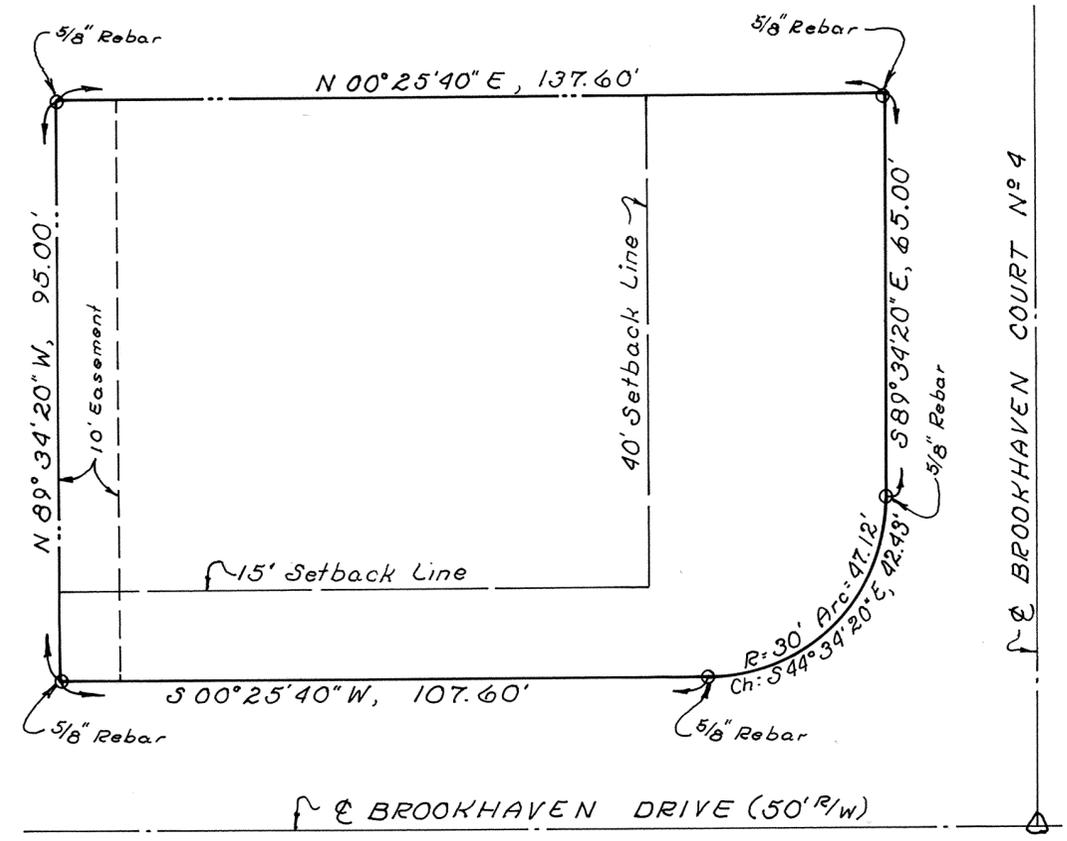 5/8" Rebar
5/8" Rebar
N 00°25'40" E, 137.60'
N 89°34'20" W, 95.00'
10' Easement
40' Setback Line
S 89°34'20" E, 65.00'
BROOKHAVEN COURT Nº 4
5/8" Rebar
15' Setback Line
R=30' Arc=47.12'
Ch: S 44°34'20" E, 42.43'
S 00°25'40" W, 107.60'
5/8" Rebar
5/8" Rebar
℄ BROOKHAVEN DRIVE (50' R/W)